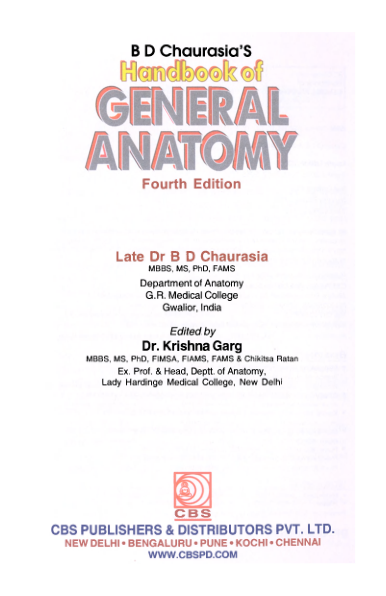 B D Chaurasia'S
Handbook of
GENERAL
ANATOMY
Fourth Edition
Late Dr B D Chaurasia
MBBS, MS, PhD, FAMS
Department of Anatomy
G.R. Medical College
Gwalior, India
Edited by
Dr. Krishna Garg
MBBS, MS, PhD, FIMSA, FIAMS, FAMS & Chikitsa Ratan
Ex. Prof. & Head, Deptt. of Anatomy,
Lady Hardinge Medical College, New Delhi
CBS
CBS PUBLISHERS & DISTRIBUTORS PVT. LTD.
NEW DELHI • BENGALURU • PUNE • KOCHI • CHENNAI
WWW.CBSPD.COM